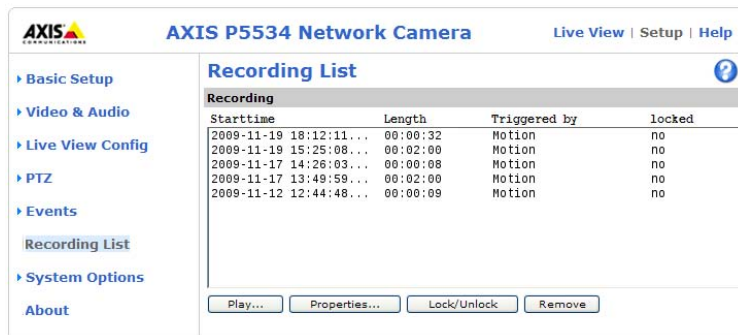 AXIS
COMMUNICATIONS
AXIS P5534 Network Camera
Live View | Setup | Help
Basic Setup
Video & Audio
Live View Config
PTZ
Events
Recording List
System Options
About
Recording List
?
Recording
Starttime Length Triggered by locked
2009-11-19 18:12:11... 00:00:32 Motion no
2009-11-19 15:25:08... 00:02:00 Motion no
2009-11-17 14:26:03... 00:00:08 Motion no
2009-11-17 13:49:59... 00:02:00 Motion no
2009-11-12 12:44:48... 00:00:09 Motion no
Play... Properties... Lock/Unlock Remove